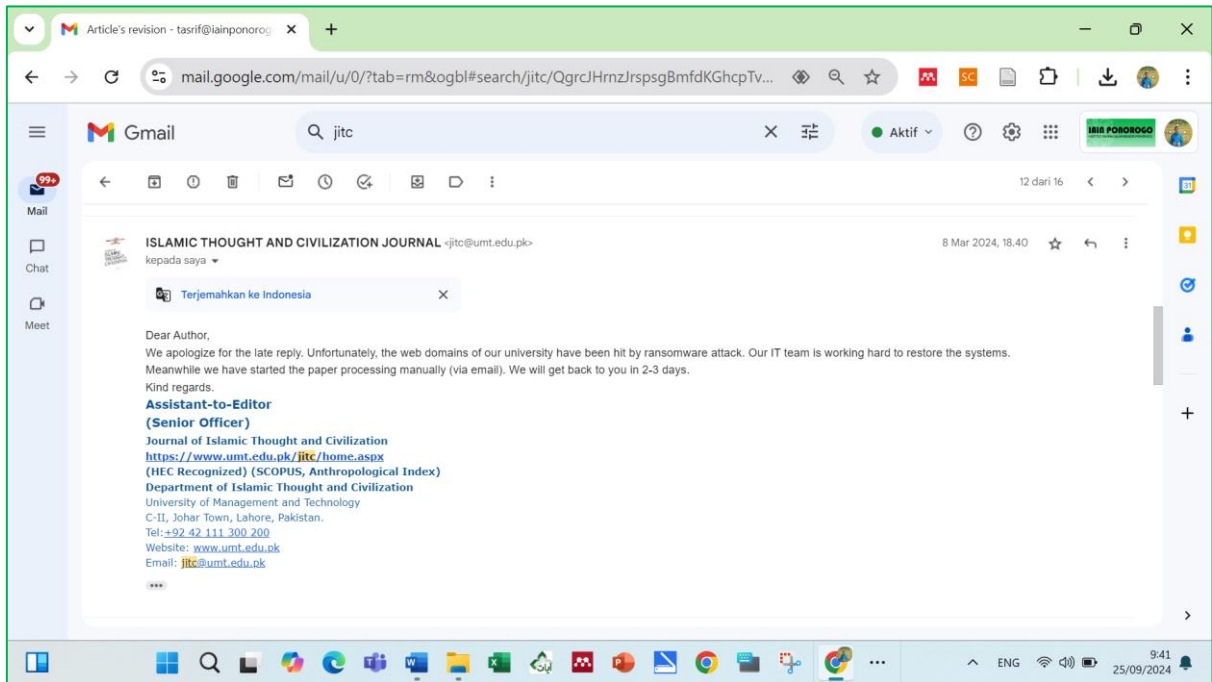 Article's revision - tasrif@iainponorog
mail.google.com/mail/u/0/?tab=rm&ogbl#search/jitc/QgrcJHrnzJrspsgBmfdKGhcpTv...
SC
Gmail
jitc
Aktif
IAIN PONOROGO
99+
12 dari 16
31
Mail
Chat
Meet
ISLAMIC THOUGHT AND CIVILIZATION JOURNAL <jitc@umt.edu.pk>
8 Mar 2024, 18.40
kepada saya
Terjemahkan ke Indonesia
Dear Author,
We apologize for the late reply. Unfortunately, the web domains of our university have been hit by ransomware attack. Our IT team is working hard to restore the systems.
Meanwhile we have started the paper processing manually (via email). We will get back to you in 2-3 days.
Kind regards.
Assistant-to-Editor
(Senior Officer)
Journal of Islamic Thought and Civilization
https://www.umt.edu.pk/jitc/home.aspx
(HEC Recognized) (SCOPUS, Anthropological Index)
Department of Islamic Thought and Civilization
University of Management and Technology
C-II, Johar Town, Lahore, Pakistan.
Tel:+92 42 111 300 200
Website: www.umt.edu.pk
Email: jitc@umt.edu.pk
ENG
9:41
25/09/2024